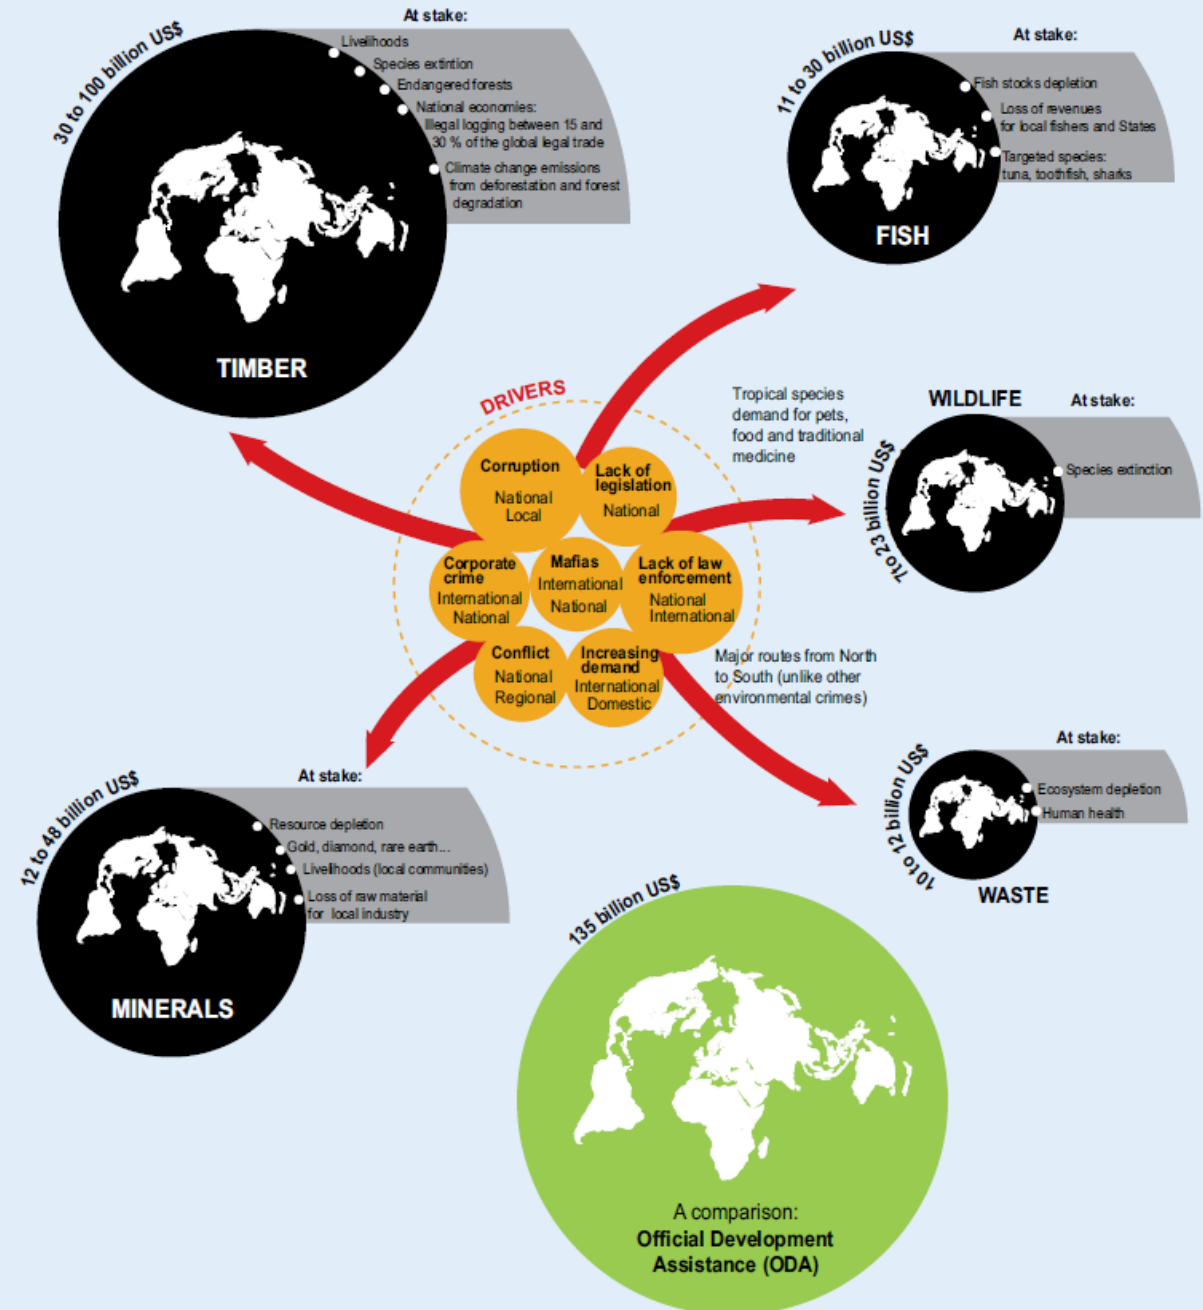 At stake:
30 to 100 billion US$
Livelihoods
Species extintion
Endangered forests
National economies:
Illegal logging between 15 and
30 % of the global legal trade
Climate change emissions
from deforestation and forest
degradation
TIMBER
At stake:
11 to 30 billion US$
Fish stocks depletion
Loss of revenues
for local fishers and States
Targeted species:
tuna, toothfish, sharks
FISH
DRIVERS
Corruption
National
Local
Lack of
legislation
National
Corporate
crime
International
National
Mafias
International
National
Lack of law
enforcement
National
International
Conflict
National
Regional
Increasing
demand
International
Domestic
Tropical species
demand for pets,
food and traditional
medicine
WILDLIFE
At stake:
7to 23 billion US$
Species extinction
Major routes from North
to South (unlike other
environmental crimes)
At stake:
10 to 12 billion US$
Ecosystem depletion
Human health
WASTE
At stake:
12 to 48 billion US$
Resource depletion
Gold, diamond, rare earth...
Livelihoods (local communities)
Loss of raw material
for local industry
MINERALS
135 billion US$
A comparison:
Official Development
Assistance (ODA)